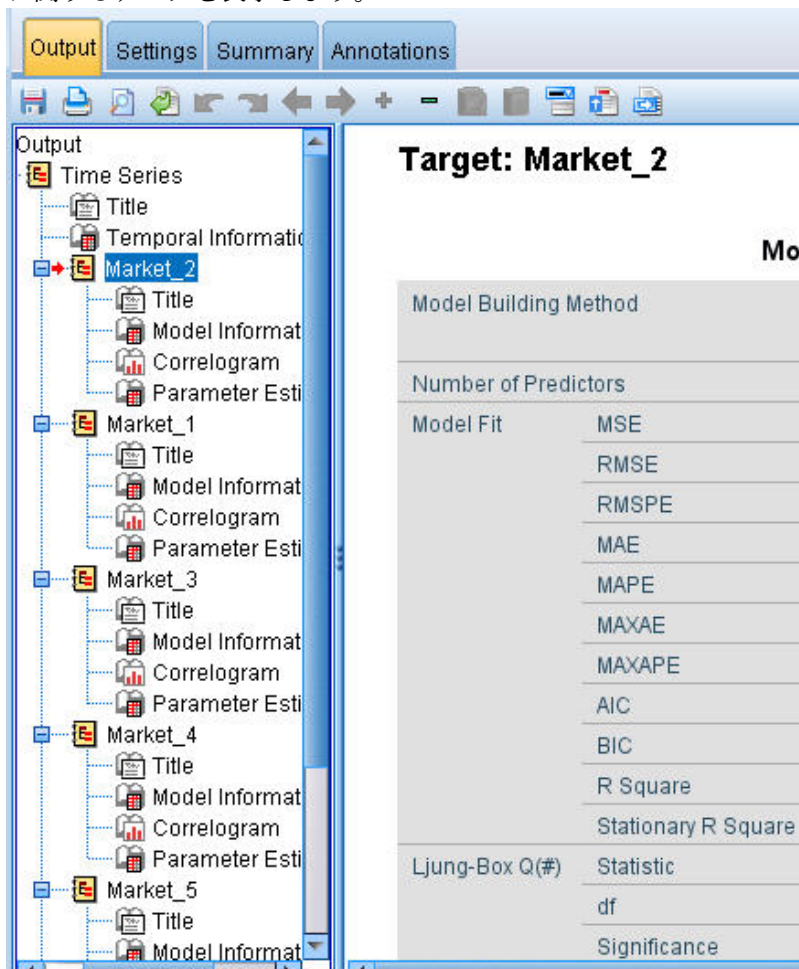 Output Settings Summary Annotations
Output
Time Series
Title
Temporal Informatic
Market_2
Title
Model Informat
Correlogram
Parameter Esti
Market_1
Title
Model Informat
Correlogram
Parameter Esti
Market_3
Title
Model Informat
Correlogram
Parameter Esti
Market_4
Title
Model Informat
Correlogram
Parameter Esti
Market_5
Title
Model Informat
Target: Market_2
Mo
Model Building Method
Number of Predictors
Model Fit MSE
RMSE
RMSPE
MAE
MAPE
MAXAE
MAXAPE
AIC
BIC
R Square
Stationary R Square
Ljung-Box Q(#) Statistic
df
Significance